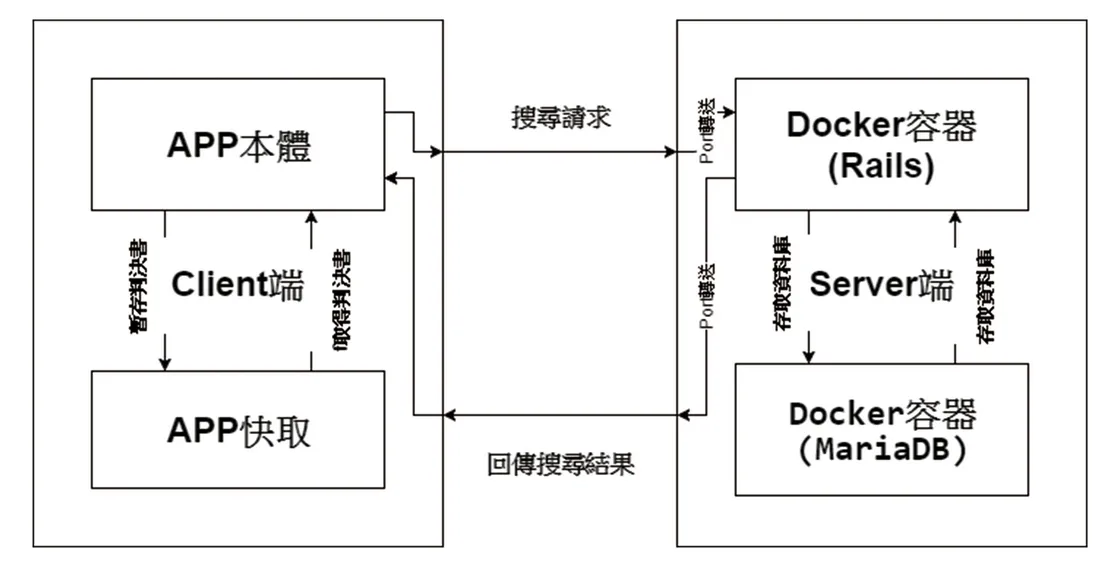 APP本體
暫存判決書
Client端
取得判決書
APP快取
搜尋請求
回傳搜尋結果
Port轉送
Port轉送
Docker容器
(Rails)
存取資料庫
Server端
存取資料庫
Docker容器
(MariaDB)